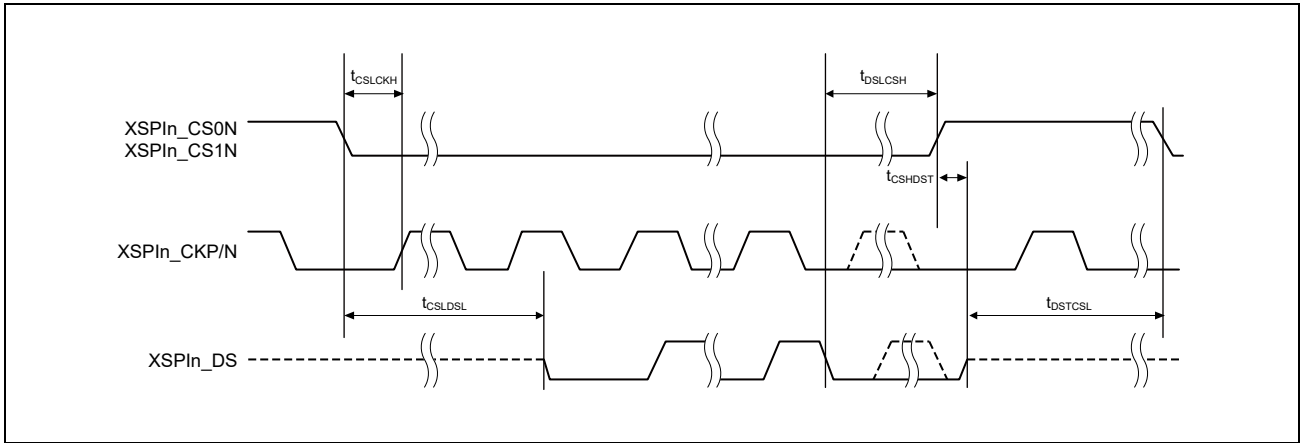 tCSLCKH
tDSLCSH
XSPIn_CS0N
XSPIn_CS1N
tCSHDST
XSPIn_CKP/N
tCSLDSL
tDSTCSL
XSPIn_DS